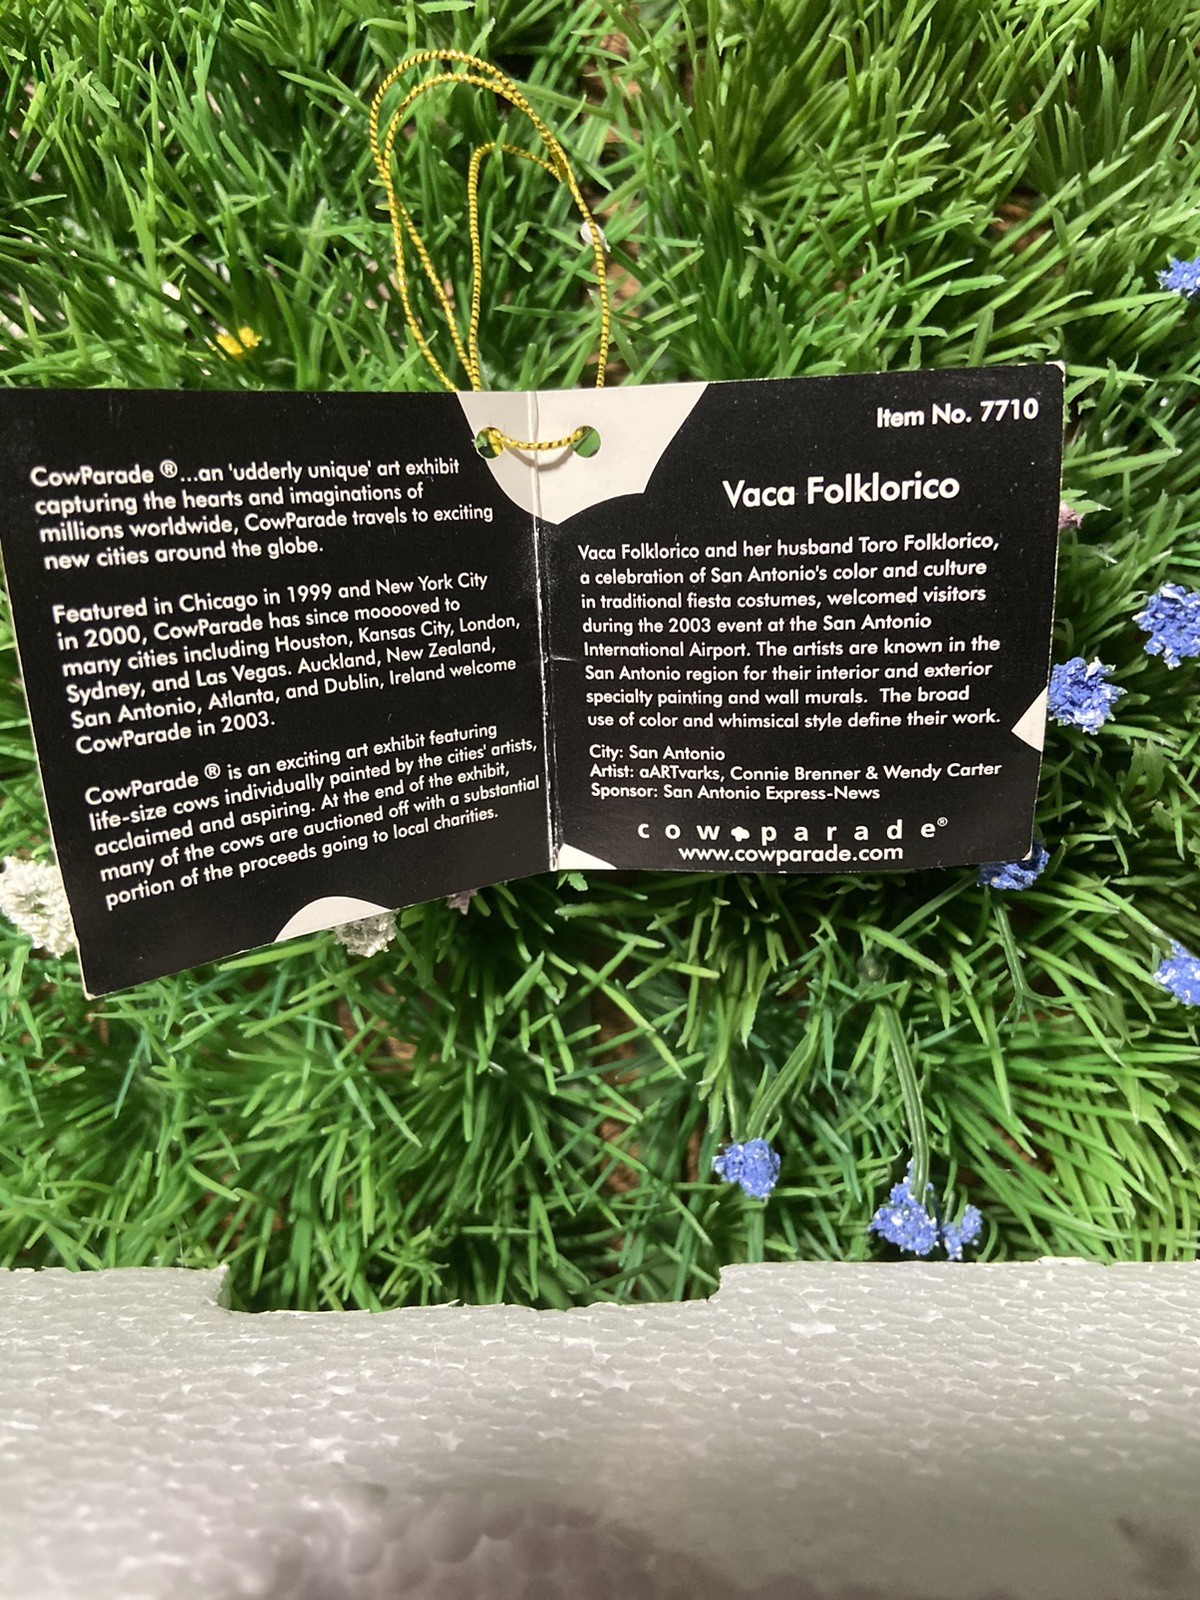 CowParade ®...an 'udderly unique' art exhibit
capturing the hearts and imaginations of
millions worldwide, CowParade travels to exciting
new cities around the globe.
Featured in Chicago in 1999 and New York City
in 2000, CowParade has since mooooved to
many cities including Houston, Kansas City, London,
Sydney, and Las Vegas. Auckland, New Zealand,
San Antonio, Atlanta, and Dublin, Ireland welcome
CowParade in 2003.
CowParade ® is an exciting art exhibit featuring
life-size cows individually painted by the cities' artists,
acclaimed and aspiring. At the end of the exhibit,
many of the cows are auctioned off with a substantial
portion of the proceeds going to local charities.
Item No. 7710
Vaca Folklorico
Vaca Folklorico and her husband Toro Folklorico,
a celebration of San Antonio's color and culture
in traditional fiesta costumes, welcomed visitors
during the 2003 event at the San Antonio
International Airport. The artists are known in the
San Antonio region for their interior and exterior
specialty painting and wall murals. The broad
use of color and whimsical style define their work.
City: San Antonio
Artist: aARTvarks, Connie Brenner & Wendy Carter
Sponsor: San Antonio Express-News
cow parade®
www.cowparade.com